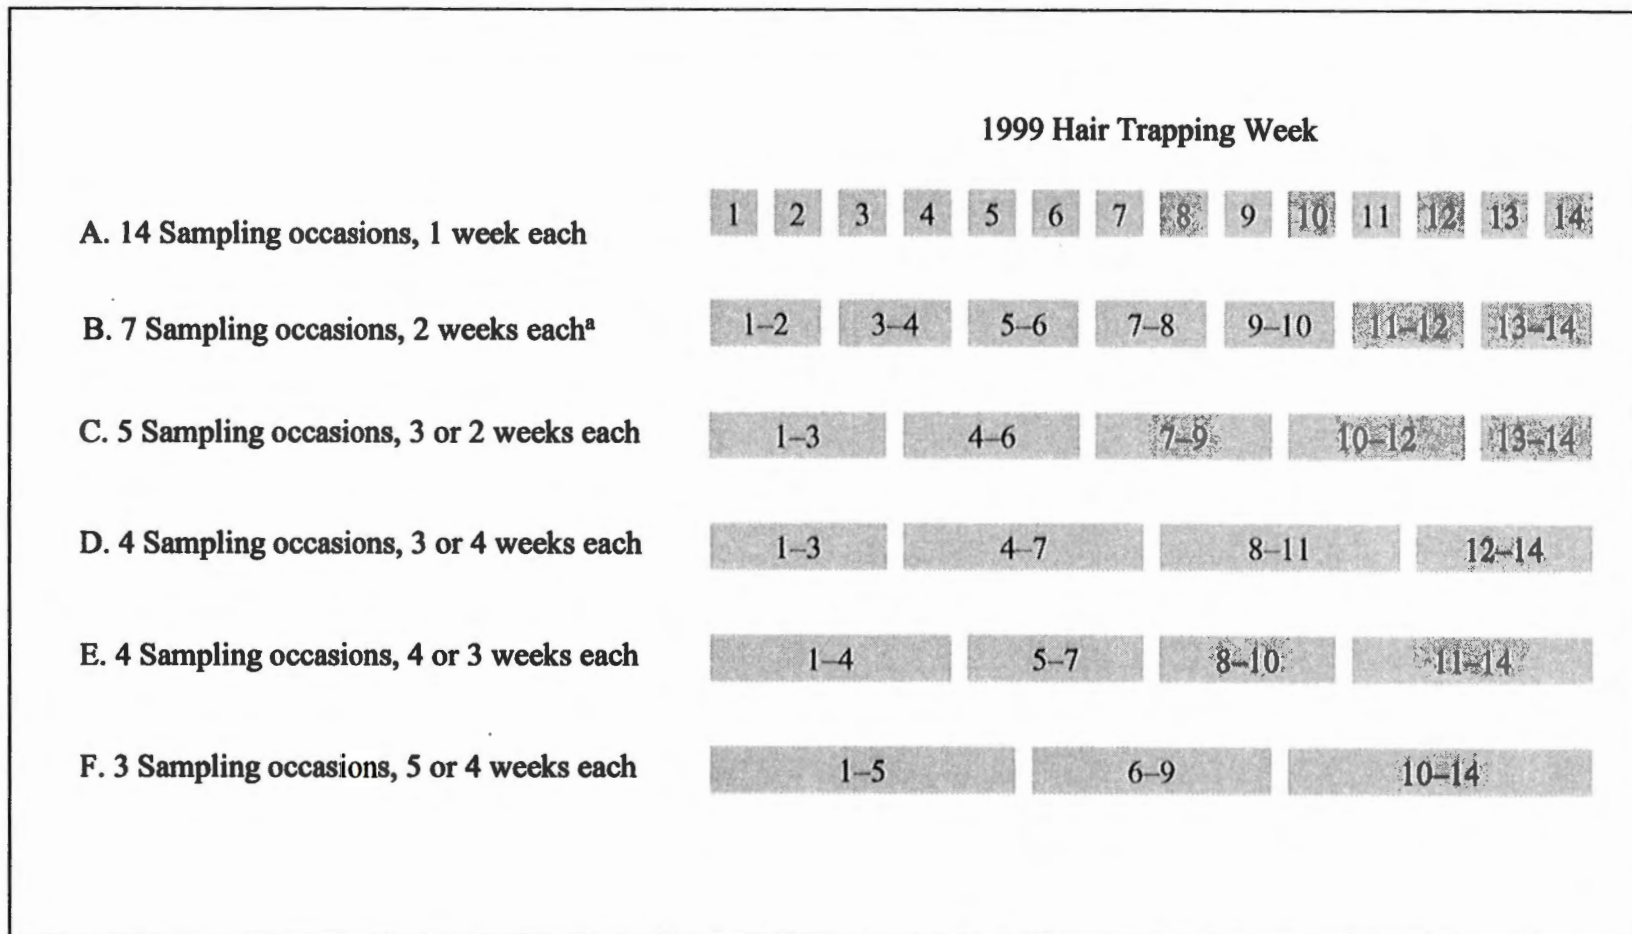 1999 Hair Trapping Week
A. 14 Sampling occasions, 1 week each 1 2 3 4 5 6 7 8 9 10 11 12 13 14
B. 7 Sampling occasions, 2 weeks eachᵃ 1–2 3–4 5–6 7–8 9–10 11–12 13–14
C. 5 Sampling occasions, 3 or 2 weeks each 1–3 4–6 7–9 10–12 13–14
D. 4 Sampling occasions, 3 or 4 weeks each 1–3 4–7 8–11 12–14
E. 4 Sampling occasions, 4 or 3 weeks each 1–4 5–7 8–10 11–14
F. 3 Sampling occasions, 5 or 4 weeks each 1–5 6–9 10–14